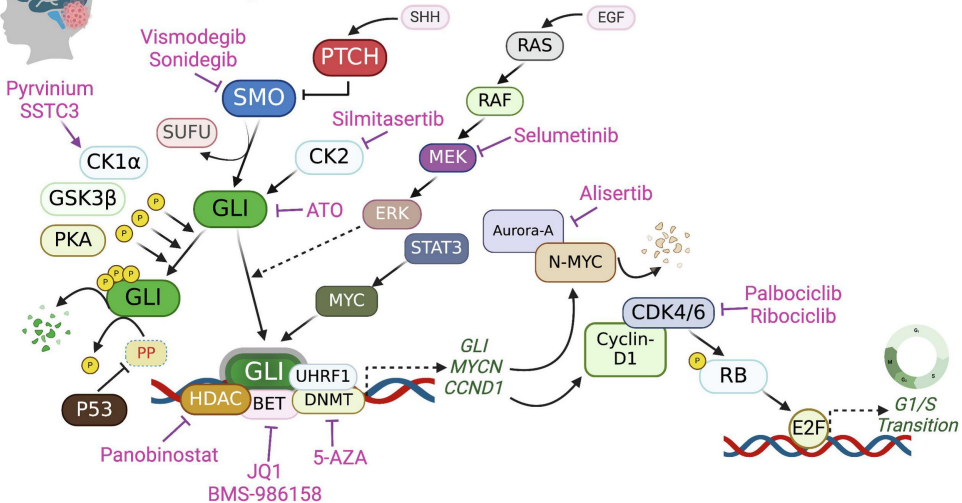 SHH
EGF
Vismodegib
Sonidegib
PTCH
RAS
Pyrvinium
SSTC3
SMO
RAF
SUFU
Silmitasertib
Selumetinib
CK1α
CK2
MEK
GSK3β
P
P
P
GLI
ATO
ERK
Alisertib
PKA
Aurora-A
STAT3
N-MYC
P
P
P
GLI
MYC
Palbociclib
Ribociclib
CDK4/6
Cyclin-
D1
PP
P
GLI
UHRF1
HDAC
BET
DNMT
GLI
MYCN
CCND1
P
RB
G₁
S
G₂
M
P53
E2F
G1/S
Transition
Panobinostat
JQ1
BMS-986158
5-AZA